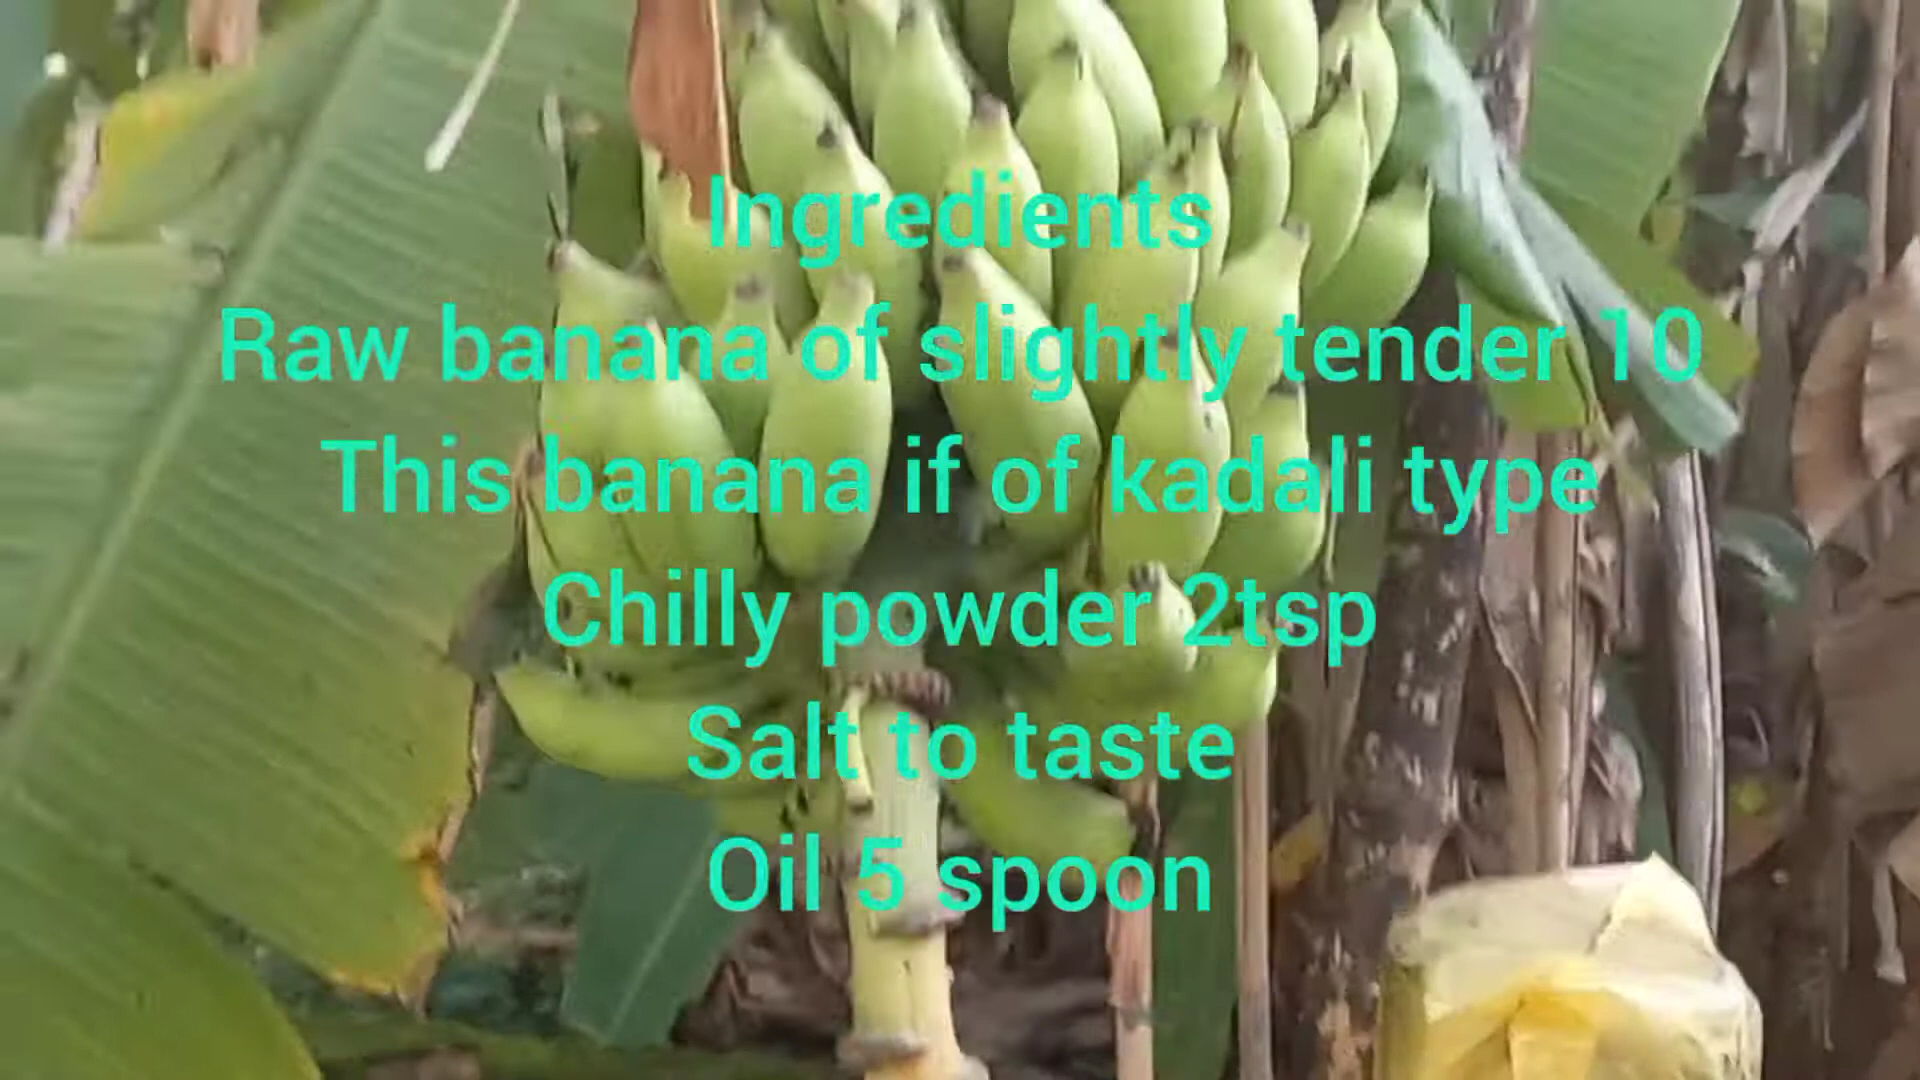 Ingredients
Raw banana of slightly tender 10
This banana if of kadali type
Chilly powder 2tsp
Salt to taste
Oil 5 spoon